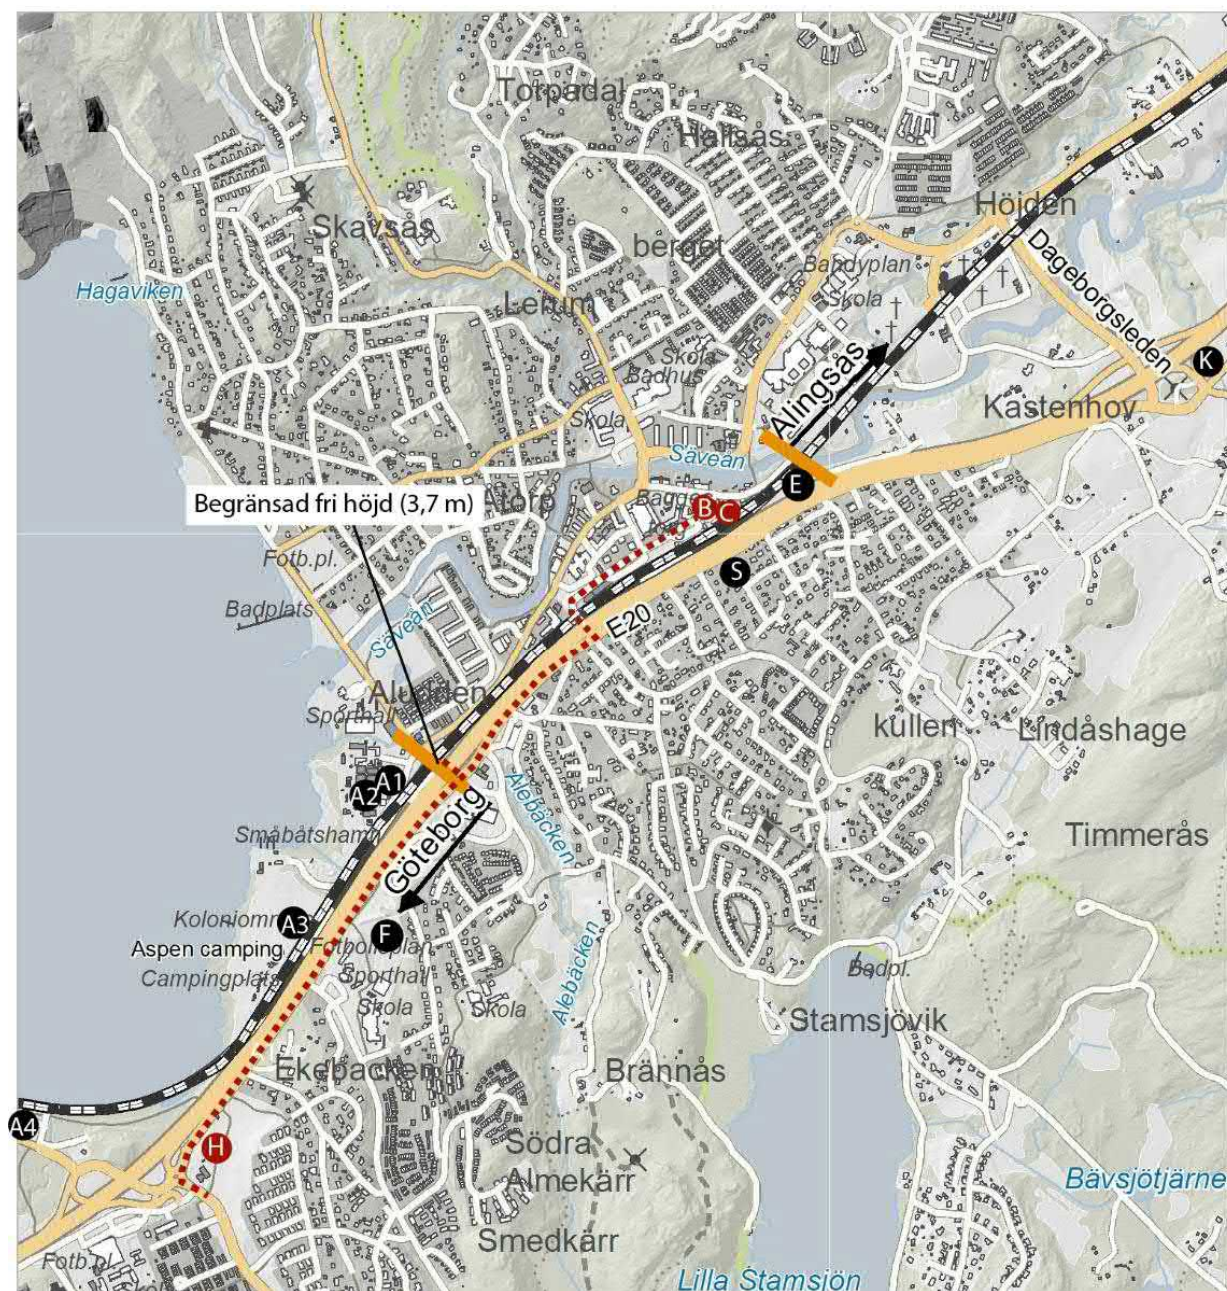 Torpadal
Hallsås
Skavsås
Höjden
berget
Bandyplan
Hagaviken
Dageborgsleden
Skola
Lerum
Alingsås
Skola
Badhus
K
Kastenhov
Skola
Säveån
E
Begränsad fri höjd (3,7 m)
torp
B
C
Fotb.pl.
S
Badplats
Säveån
E20
Aludden
Sporthall
kullen
Lindåshage
A1
A2
Göteborg
Alebäcken
Småbåtshamn
Timmerås
Koloniomr
A3
Aspen camping
F
Fotbollsplan
Campingplats
Sporthall
Skola
Skola
Alebäcken
Badpl.
Stamsjövik
Ekebacken
Brännås
A4
H
Södra
Almekärr
Bävsjötjärne
Smedkärr
Fotb.pl.
Lilla Stamsjön